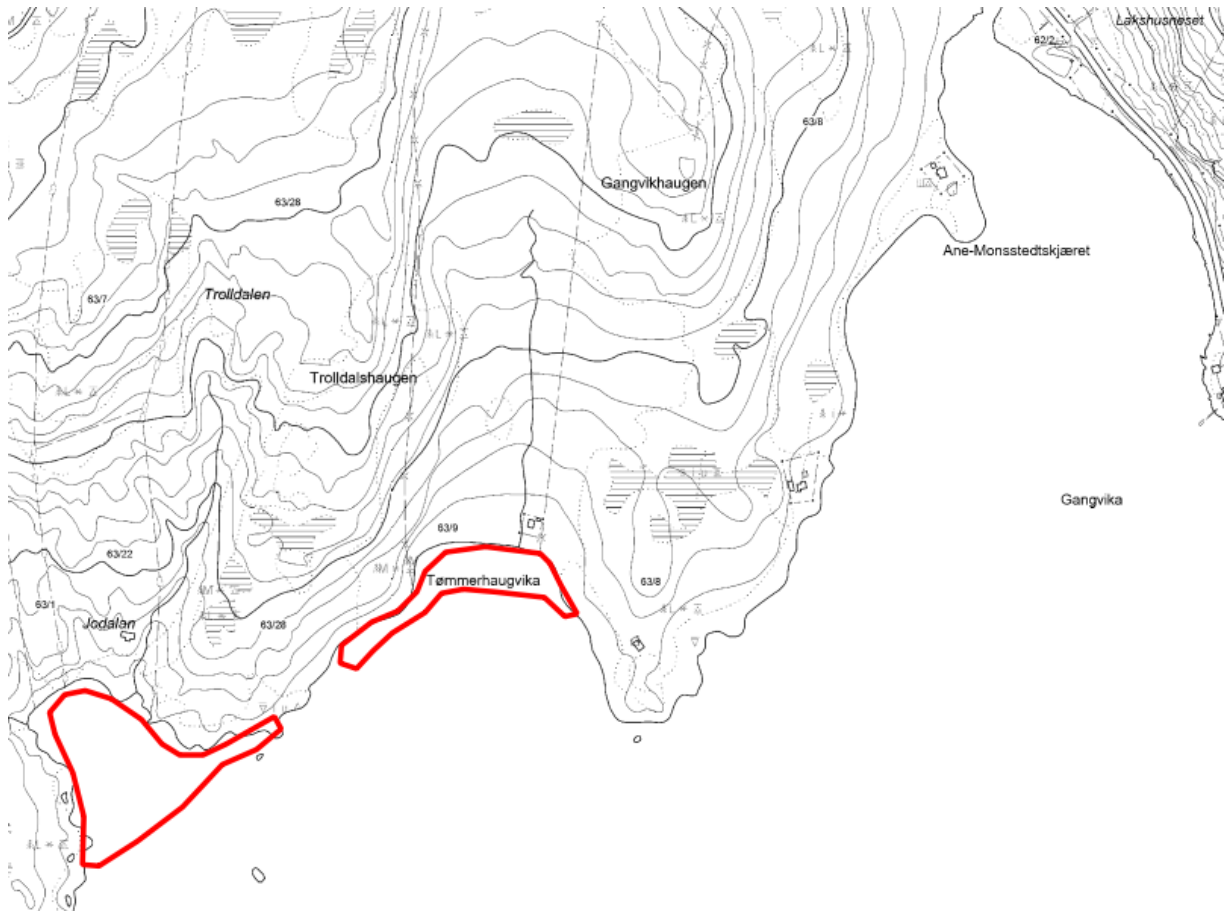 Lakshusneset
62/2
63/8
Gangvikhaugen
63/28
Ane-Monsstedtskjæret
Trolldalen
63/7
Trolldalshaugen
Gangvika
63/9
63/22
Tømmerhaugvika
63/8
63/1
Jodalan
63/28